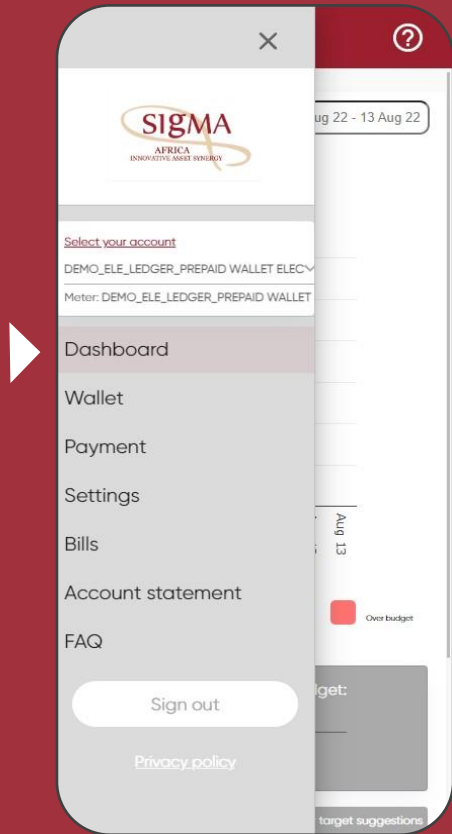 SIGMA
AFRICA
INNOVATIVE ASSET SYNERGY
ug 22 - 13 Aug 22
Select your account
DEMO_ELE_LEDGER_PREPAID WALLET ELEC
Meter: DEMO_ELE_LEDGER_PREPAID WALLET
Dashboard
Wallet
Payment
Settings
Bills
Account statement
FAQ
Sign out
Privacy policy
Aug 13
Over budget
lget:
target suggestions